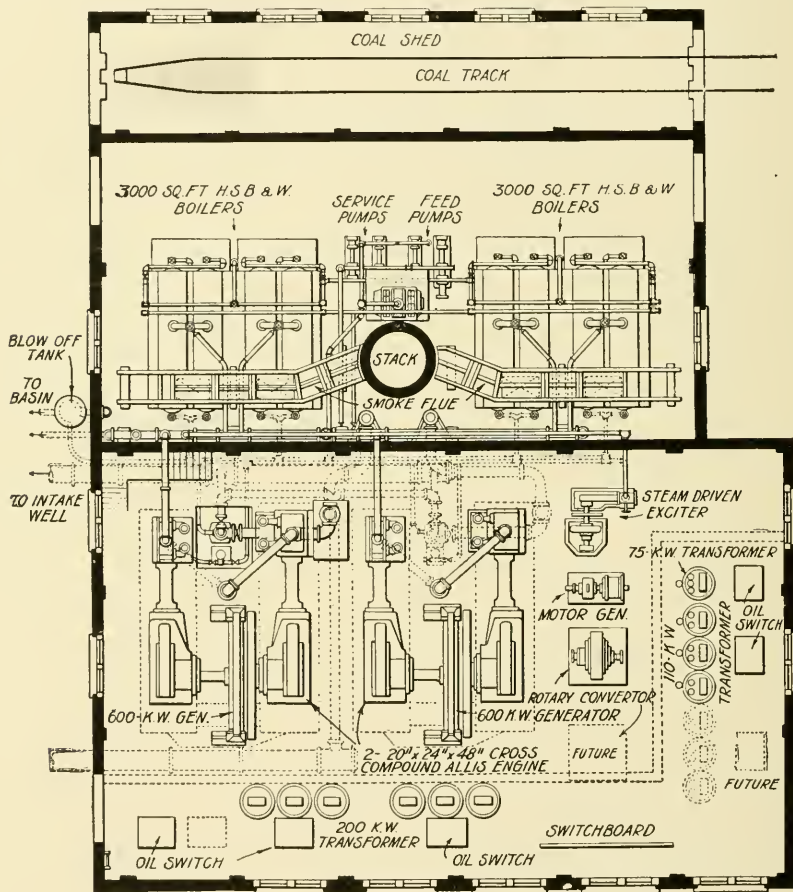 COAL SHED
COAL TRACK
3000 SQ. FT H.S.B & W.
BOILERS
SERVICE
PUMPS
FEED
PUMPS
3000 SQ. FT H.S.B & W
BOILERS
BLOW OFF
TANK
TO
BASIN
STACK
SMOKE FLUE
TO INTAKE
WELL
STEAM DRIVEN
EXCITER
75-K.W. TRANSFORMER
MOTOR GEN.
OIL
SWITCH
110-K-W
TRANSFORMER
ROTARY CONVERTOR
600-K.W. GEN.
600 K.W. GENERATOR
2- 20"x 24"x 48" CROSS
COMPOUND ALLIS ENGINE
FUTURE
FUTURE
200 K.W.
TRANSFORMER
SWITCHBOARD
OIL SWITCH
OIL SWITCH